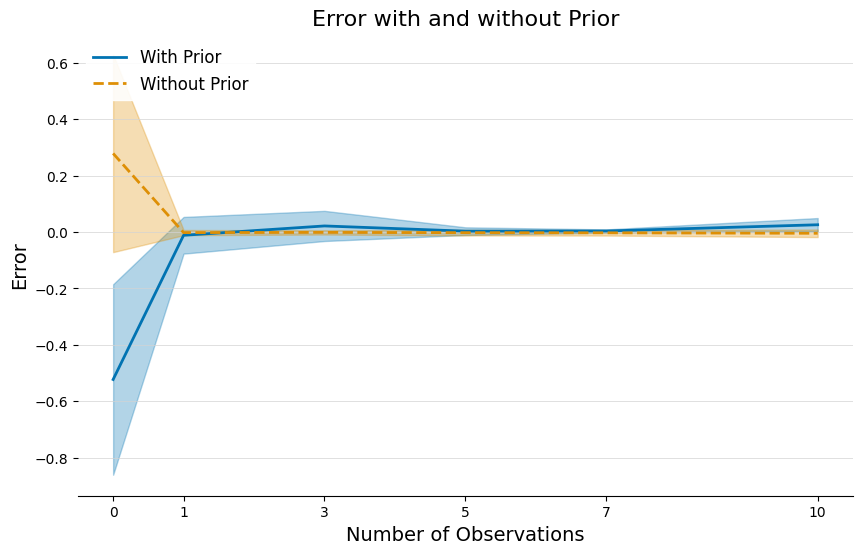 Error with and without Prior
With Prior
Without Prior
0.6
0.4
0.2
0.0
−0.2
−0.4
−0.6
−0.8
Error
0 1 3 5 7 10
Number of Observations